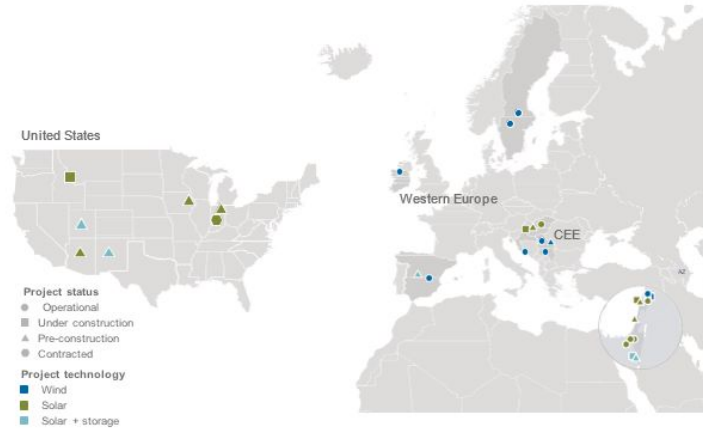 United States
Western Europe
CEE
AZ
Project status
Operational
Under construction
Pre-construction
Contracted
Project technology
Wind
Solar
Solar + storage